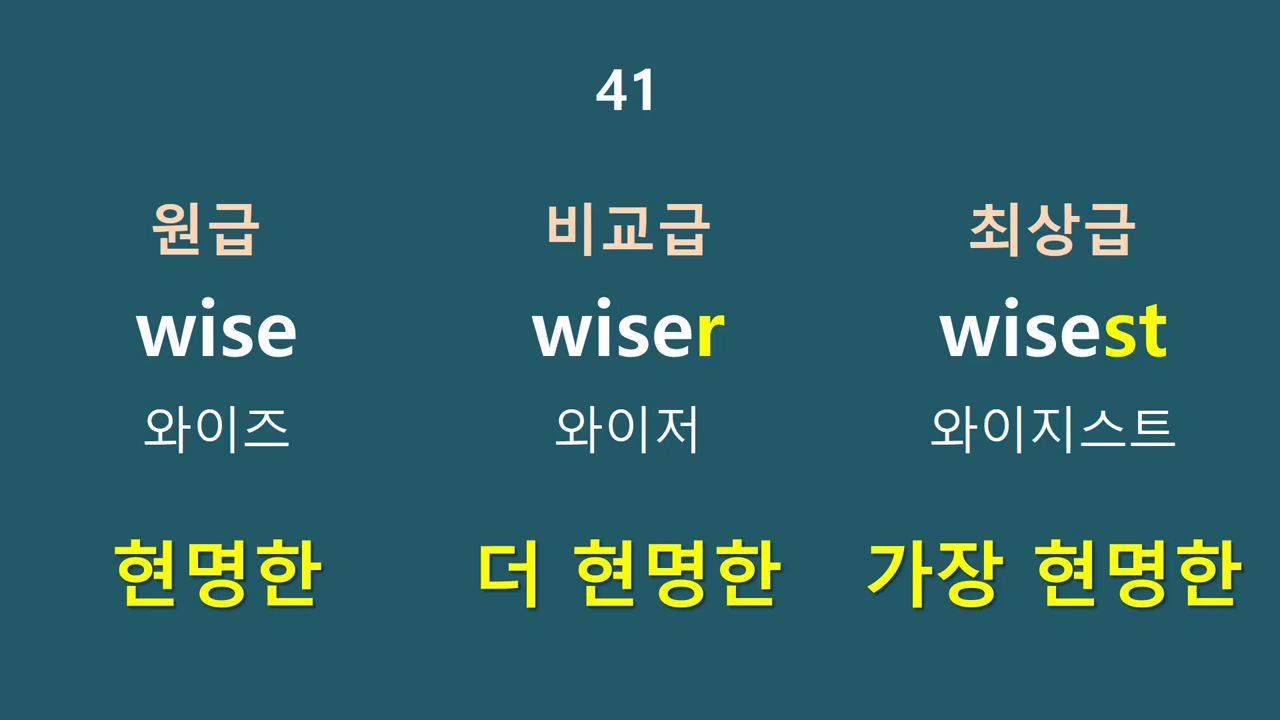 41
원급 비교급 최상급
wise wiser wisest
와이즈 와이저 와이지스트
현명한 더 현명한 가장 현명한